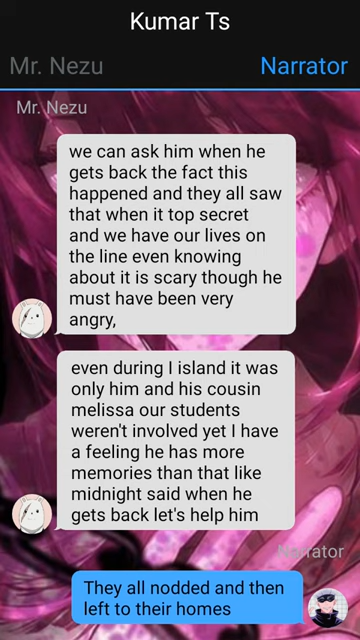 Kumar Ts
Mr. Nezu
Narrator
Mr. Nezu
we can ask him when he
gets back the fact this
happened and they all saw
that when it top secret
and we have our lives on
the line even knowing
about it is scary though he
must have been very
angry,
even during I island it was
only him and his cousin
melissa our students
weren't involved yet I have
a feeling he has more
memories than that like
midnight said when he
gets back let's help him
Narrator
They all nodded and then
left to their homes